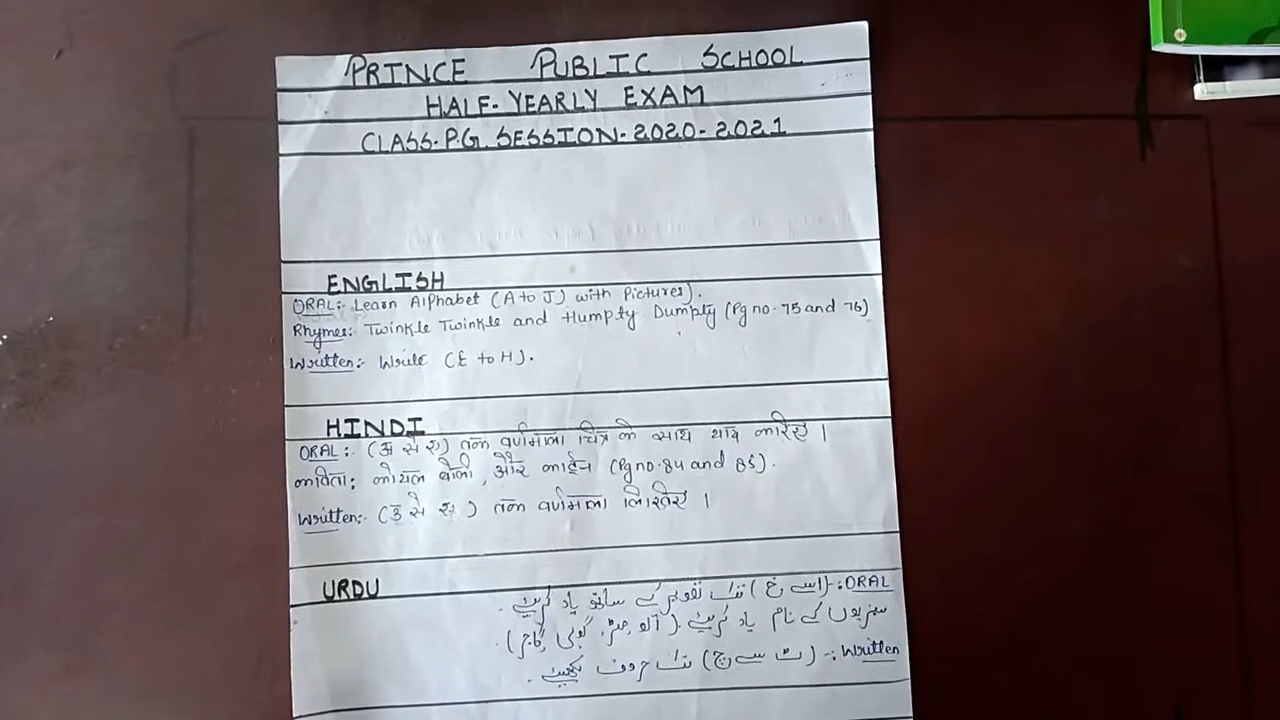 PRINCE PUBLIC SCHOOL
HALF-YEARLY EXAM
CLASS-P.G. SESSION-2020-2021
ENGLISH
ORAL:- Learn Alphabet (A to J) with Pictures).
Rhymes: Twinkle Twinkle and Humpty Dumpty (Pg no. 75 and 76)
Written:- Write (E to H).
HINDI
ORAL:- (अ से ए) तक वर्णमाला चित्र के साथ याद करिए ।
कविता: कोयल बोली, और (Pg no. 84 and 85).
Written:- (उ से ) तक वर्णमाला लिखिए ।
URDU
ORAL:- (ا سے خ) تک تصویر کے ساتھ یاد کریئے .
سبزیوں کے نام یاد کریئے. (آلو, مٹر, گوبی, گاجر).
Written:- (ٹ سے چ) تک حروف لکھیئے .